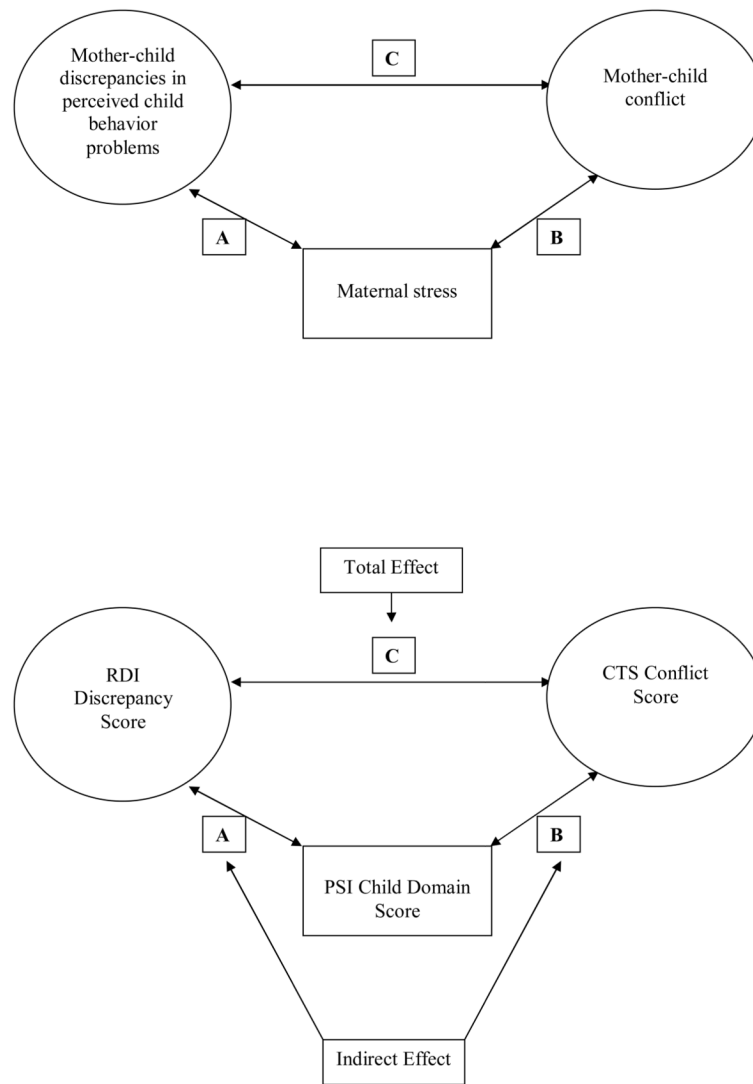 Mother-child
discrepancies in
perceived child
behavior
problems
C
Mother-child
conflict
A
B
Maternal stress
Total Effect
C
RDI
Discrepancy
Score
CTS Conflict
Score
A
B
PSI Child Domain
Score
Indirect Effect